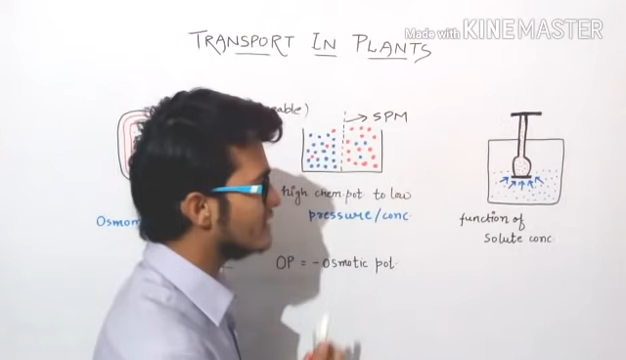 Made with KINEMASTER
TRANSPORT IN PLANTS
eable)
SPM
high chem. pot to low
pressure/conc.
Osmom
function of
Solute conc
OP = - Osmotic pot.